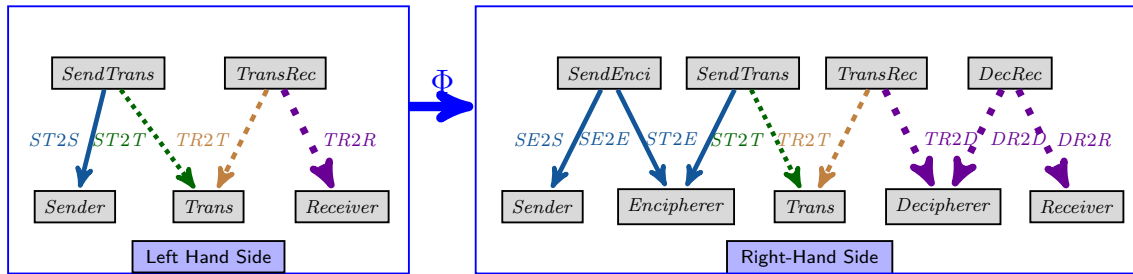 SendTrans TransRec Φ SendEnci SendTrans TransRec DecRec
ST2S ST2T TR2T TR2R SE2S SE2E ST2E ST2T TR2T TR2D DR2D DR2R
Sender Trans Receiver Sender Encipherer Trans Decipherer Receiver
Left Hand Side Right-Hand Side